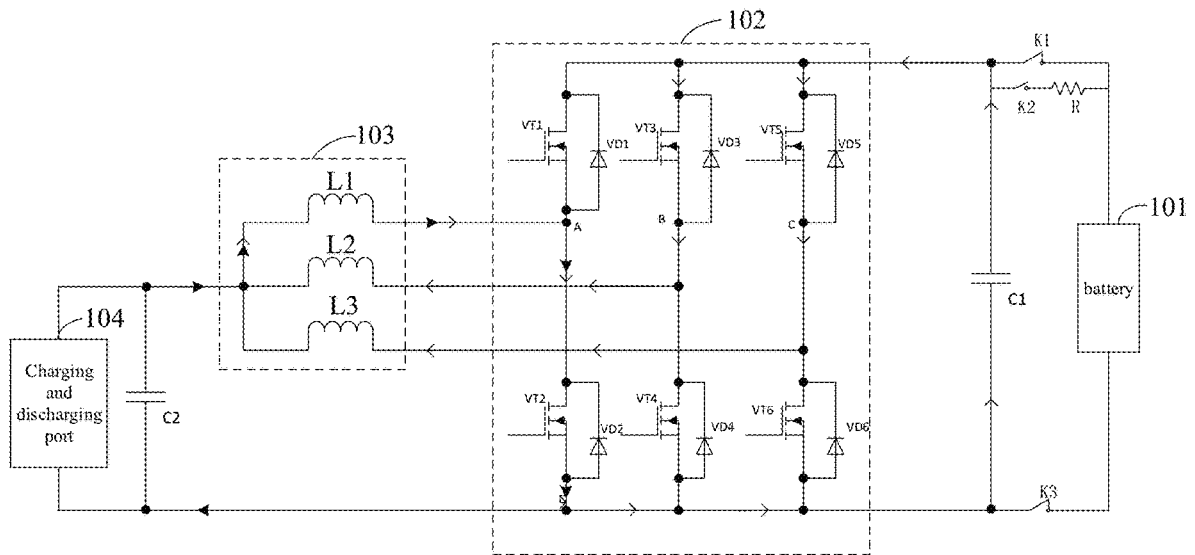 102
K1
K2
R
103
VT1
VD1
VT3
VD3
VT5
VD5
L1
101
A
B
C
L2
battery
C1
L3
104
Charging
and
discharging
port
C2
VT2
VD2
VT4
VD4
VT6
VD6
K3